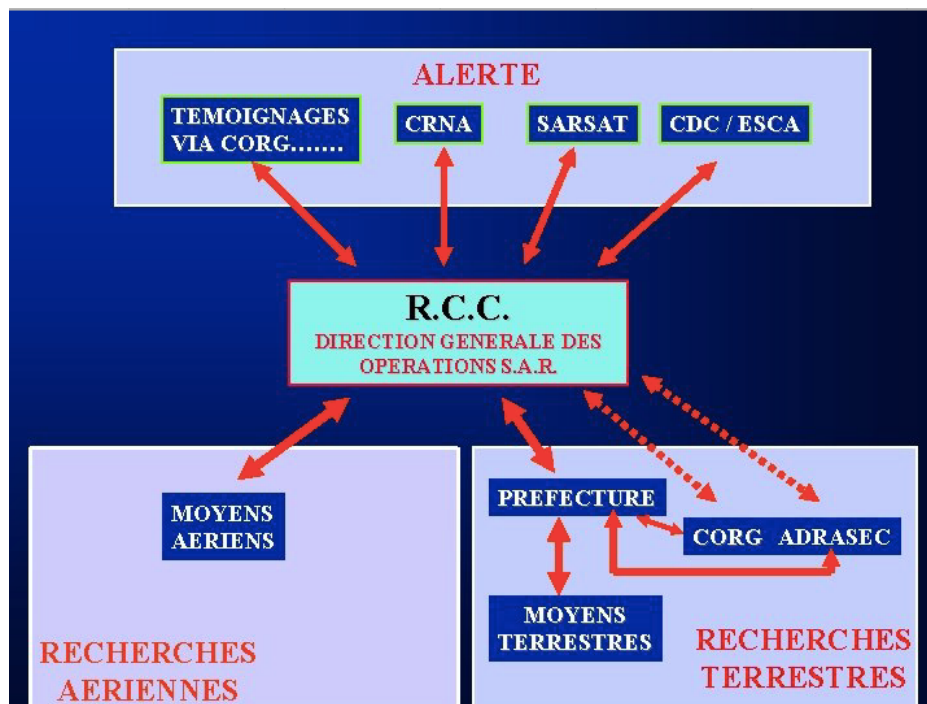 ALERTE
TEMOIGNAGES
VIA CORG.......
CRNA
SARSAT
CDC / ESCA
R.C.C.
DIRECTION GENERALE DES
OPERATIONS S.A.R.
MOYENS
AERIENS
RECHERCHES
AERIENNES
PREFECTURE
CORG ADRASEC
MOYENS
TERRESTRES
RECHERCHES
TERRESTRES